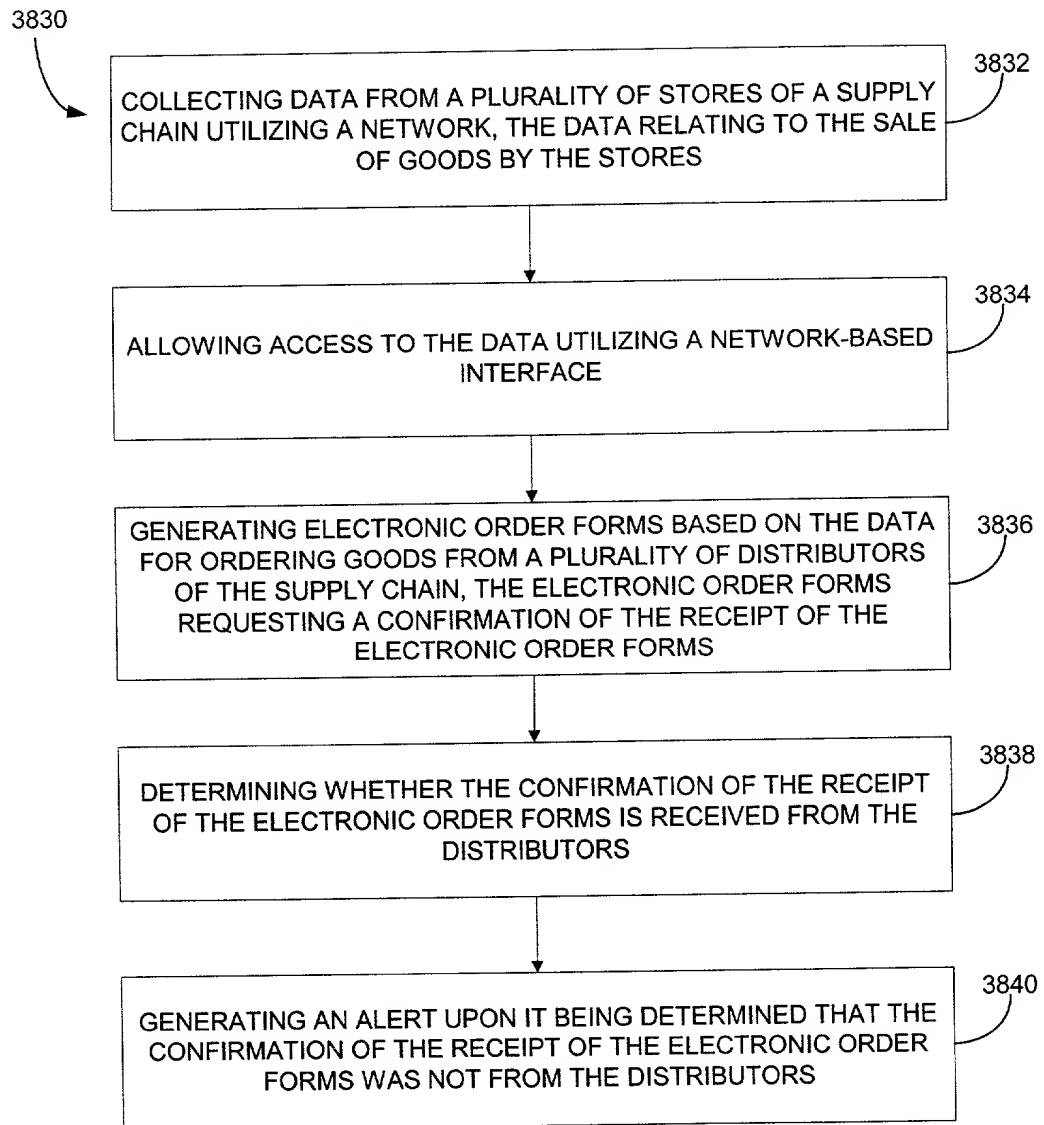 3830
3832
COLLECTING DATA FROM A PLURALITY OF STORES OF A SUPPLY
CHAIN UTILIZING A NETWORK, THE DATA RELATING TO THE SALE
OF GOODS BY THE STORES
3834
ALLOWING ACCESS TO THE DATA UTILIZING A NETWORK-BASED
INTERFACE
3836
GENERATING ELECTRONIC ORDER FORMS BASED ON THE DATA
FOR ORDERING GOODS FROM A PLURALITY OF DISTRIBUTORS
OF THE SUPPLY CHAIN, THE ELECTRONIC ORDER FORMS
REQUESTING A CONFIRMATION OF THE RECEIPT OF THE
ELECTRONIC ORDER FORMS
3838
DETERMINING WHETHER THE CONFIRMATION OF THE RECEIPT
OF THE ELECTRONIC ORDER FORMS IS RECEIVED FROM THE
DISTRIBUTORS
3840
GENERATING AN ALERT UPON IT BEING DETERMINED THAT THE
CONFIRMATION OF THE RECEIPT OF THE ELECTRONIC ORDER
FORMS WAS NOT FROM THE DISTRIBUTORS